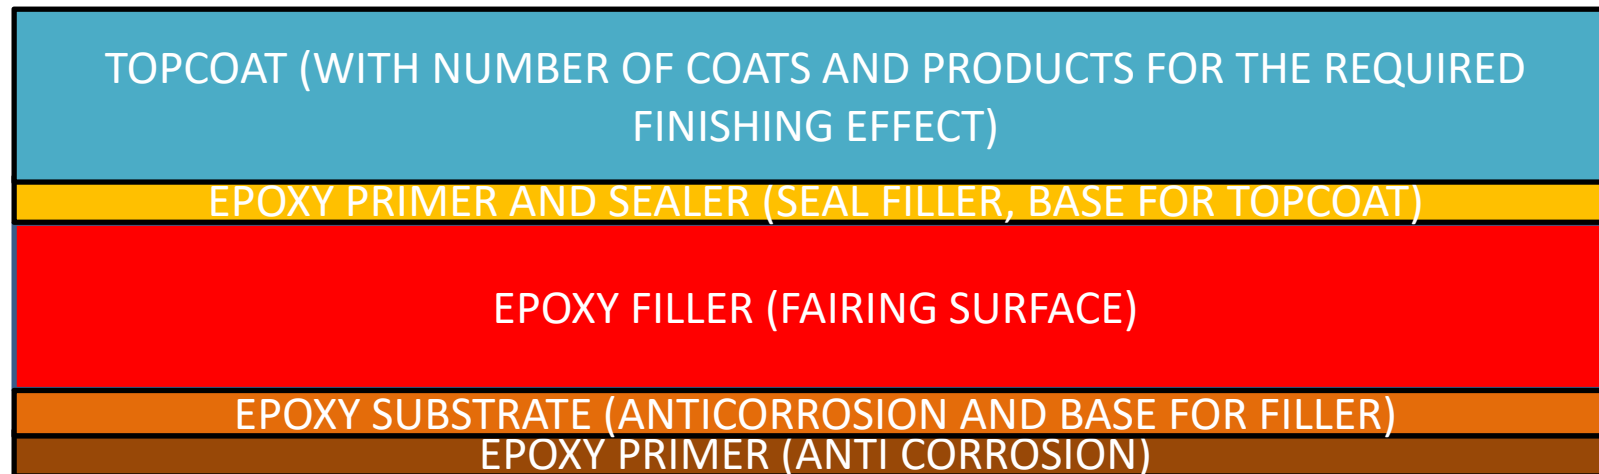 TOPCOAT (WITH NUMBER OF COATS AND PRODUCTS FOR THE REQUIRED
FINISHING EFFECT)
EPOXY PRIMER AND SEALER (SEAL FILLER, BASE FOR TOPCOAT)
EPOXY FILLER (FAIRING SURFACE)
EPOXY SUBSTRATE (ANTICORROSION AND BASE FOR FILLER)
EPOXY PRIMER (ANTI CORROSION)